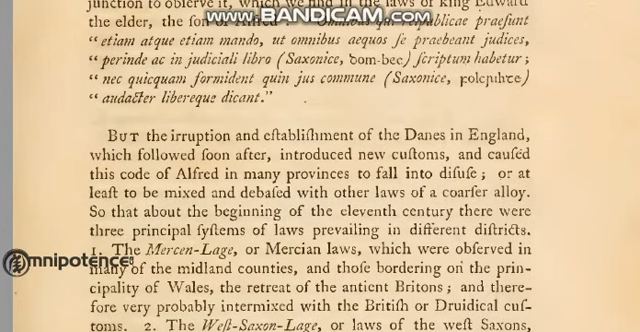 junction to obſerve it, which we find in the laws of king Edward
www.BANDICAM.com
the elder, the ſon of Alfred : " Omnibus qui reipublicae praeſunt
" etiam atque etiam mando, ut omnibus aequos ſe praebeant judices,
" perinde ac in judiciali libro (Saxonice, ꝺom-bec) ſcriptum habetur ;
" nec quicquam formident quin jus commune (Saxonice, ꝼolcꞃihte)
" audacter libereque dicant."
BUT the irruption and eſtabliſhment of the Danes in England,
which followed ſoon after, introduced new cuſtoms, and cauſed
this code of Alfred in many provinces to fall into diſuſe ; or at
leaſt to be mixed and debaſed with other laws of a coarſer alloy.
So that about the beginning of the eleventh century there were
three principal ſyſtems of laws prevailing in different diſtricts.
1. The Mercen-Lage, or Mercian laws, which were obſerved in
many of the midland counties, and thoſe bordering on the prin-
Omnipotence
cipality of Wales, the retreat of the antient Britons ; and there-
fore very probably intermixed with the Britiſh or Druidical cuſ-
toms. 2. The Weſt-Saxon-Lage, or laws of the weſt Saxons,